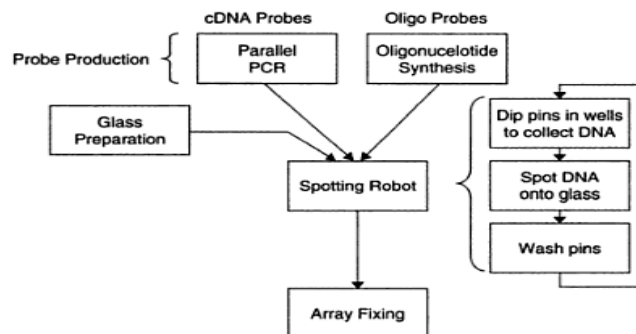 cDNA Probes
Oligo Probes
Probe Production
Parallel
PCR
Oligonucelotide
Synthesis
Glass
Preparation
Spotting Robot
Array Fixing
Dip pins in wells
to collect DNA
Spot DNA
onto glass
Wash pins